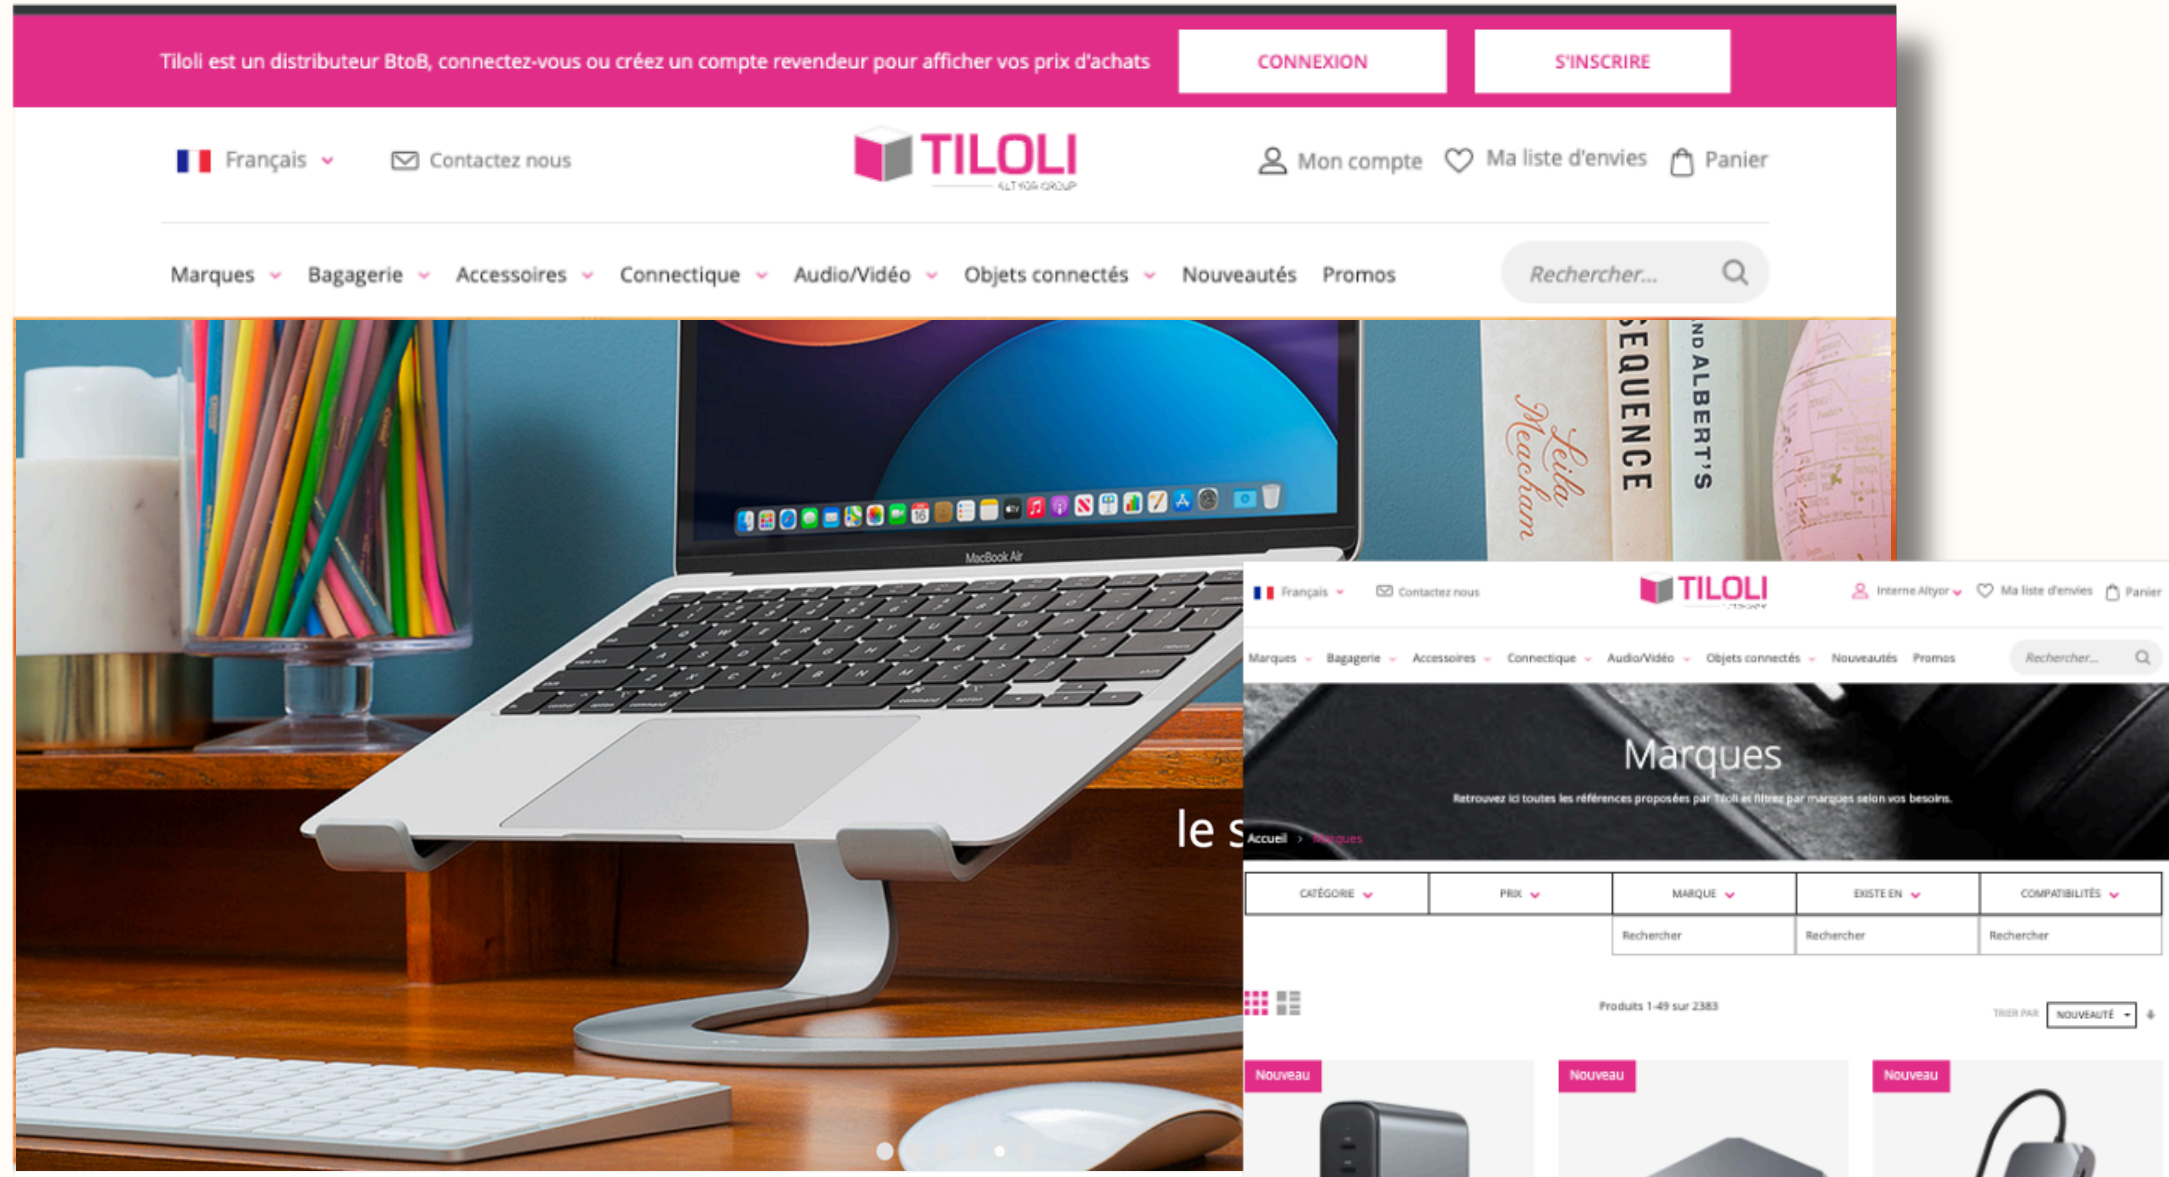 Tiloli est un distributeur BtoB, connectez-vous ou créez un compte revendeur pour afficher vos prix d'achats
CONNEXION
S'INSCRIRE
Français
Contactez nous
TILOLI
Mon compte
Ma liste d'envies
Panier
Marques
Bagagerie
Accessoires
Connectique
Audio/Vidéo
Objets connectés
Nouveautés
Promos
Rechercher...
MacBook Air
Leila
Meacham
SEQUENCE
AND ALBERT'S
le s
Français
Contactez nous
TILOLI
Interne Altyor
Ma liste d'envies
Panier
Marques
Bagagerie
Accessoires
Connectique
Audio/Vidéo
Objets connectés
Nouveautés
Promos
Rechercher...
Marques
Retrouvez ici toutes les références proposées par Tiloli et filtrez par marques selon vos besoins.
Accueil > Marques
CATÉGORIE
PRIX
MARQUE
EXISTE EN
COMPATIBILITÉS
Rechercher
Rechercher
Rechercher
Produits 1-49 sur 2383
TRIER PAR
NOUVEAUTÉ
Nouveau
Nouveau
Nouveau